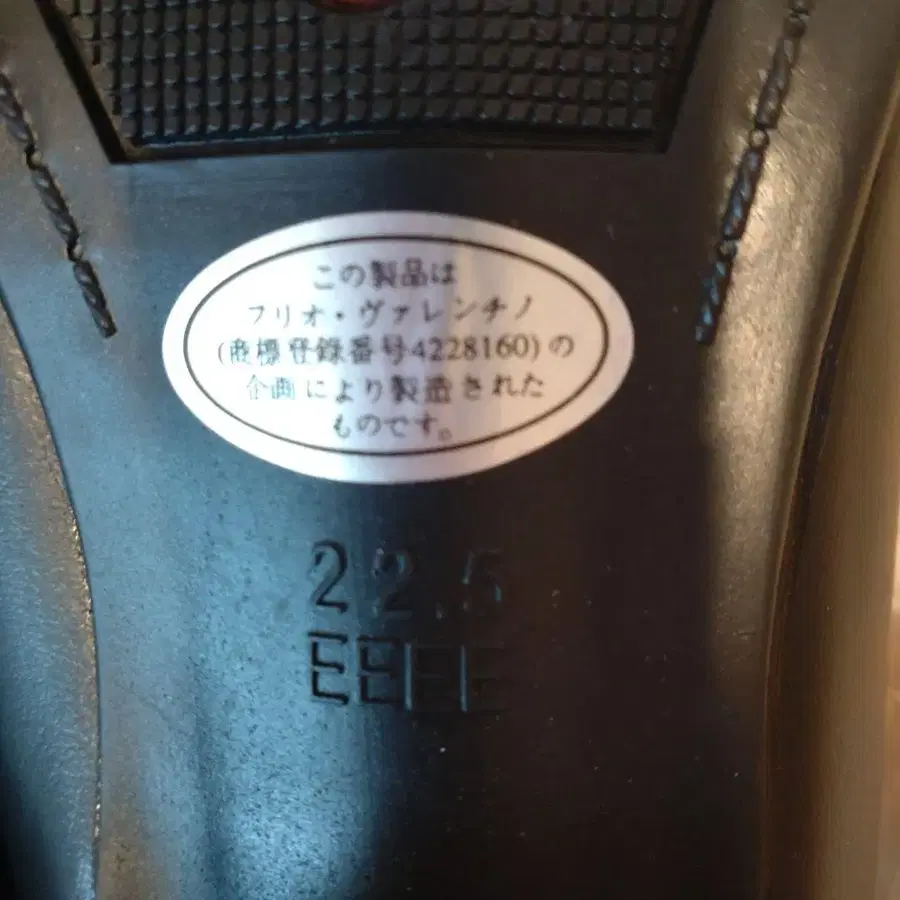 この製品は
フリオ・ヴァレンチノ
(商標登録番号4228160)の
企画により製造された
ものです。
22.5
EEEE